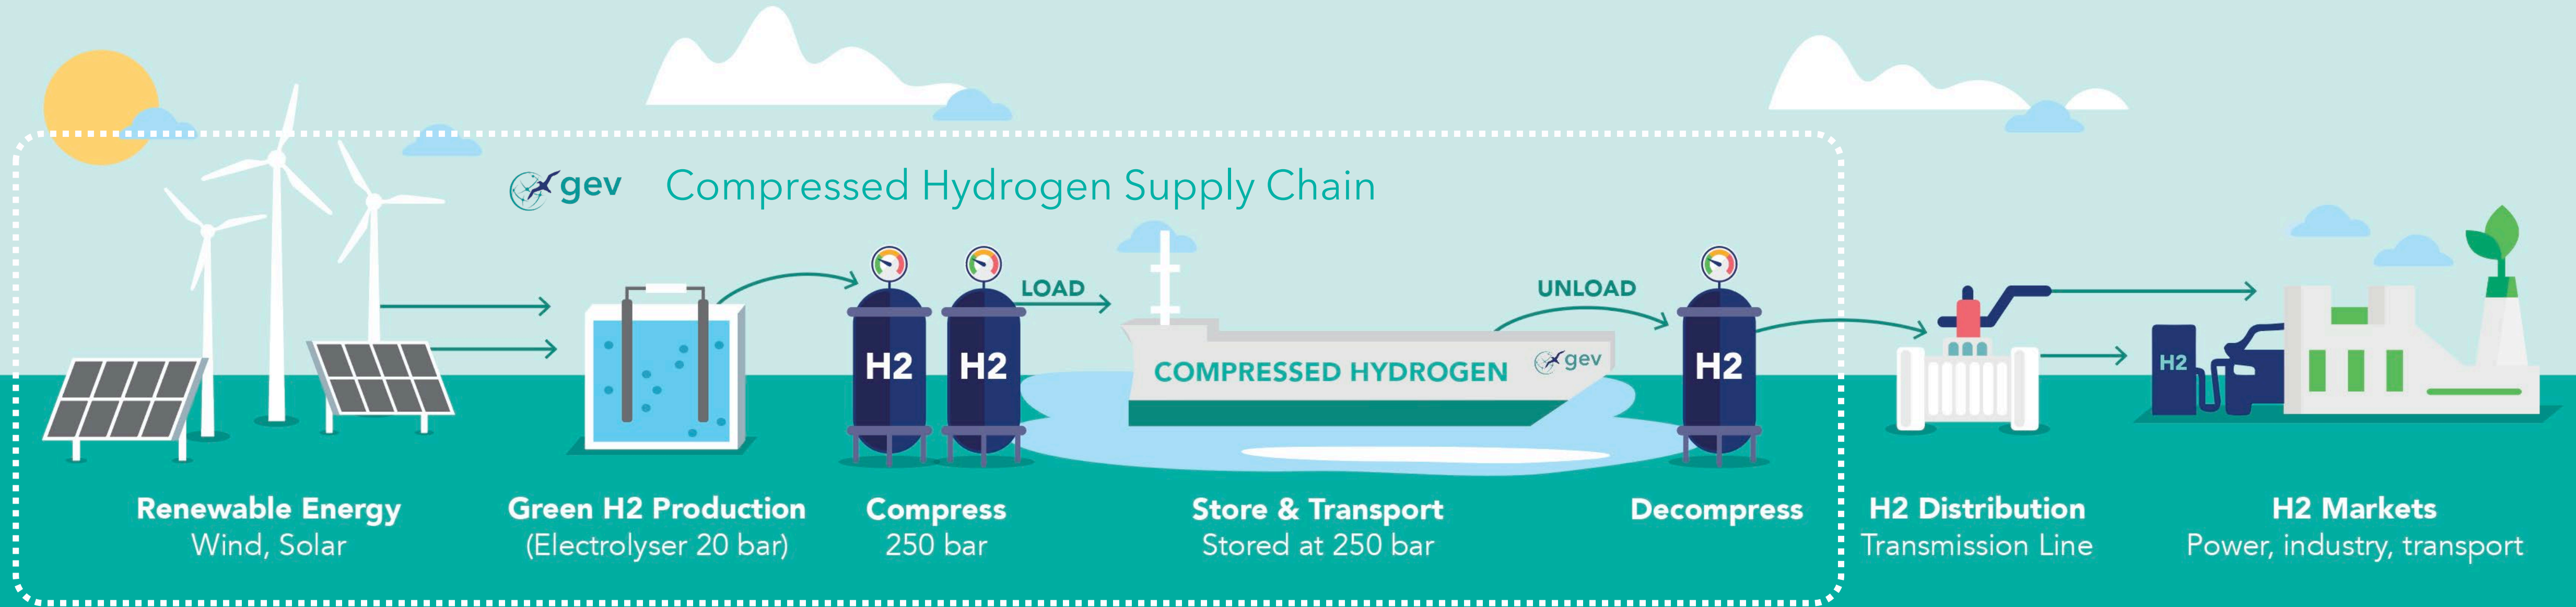 gev Compressed Hydrogen Supply Chain
LOAD
UNLOAD
H2
H2
COMPRESSED HYDROGEN gev
H2
H2
Renewable Energy
Wind, Solar
Green H2 Production
(Electrolyser 20 bar)
Compress
250 bar
Store & Transport
Stored at 250 bar
Decompress
H2 Distribution
Transmission Line
H2 Markets
Power, industry, transport